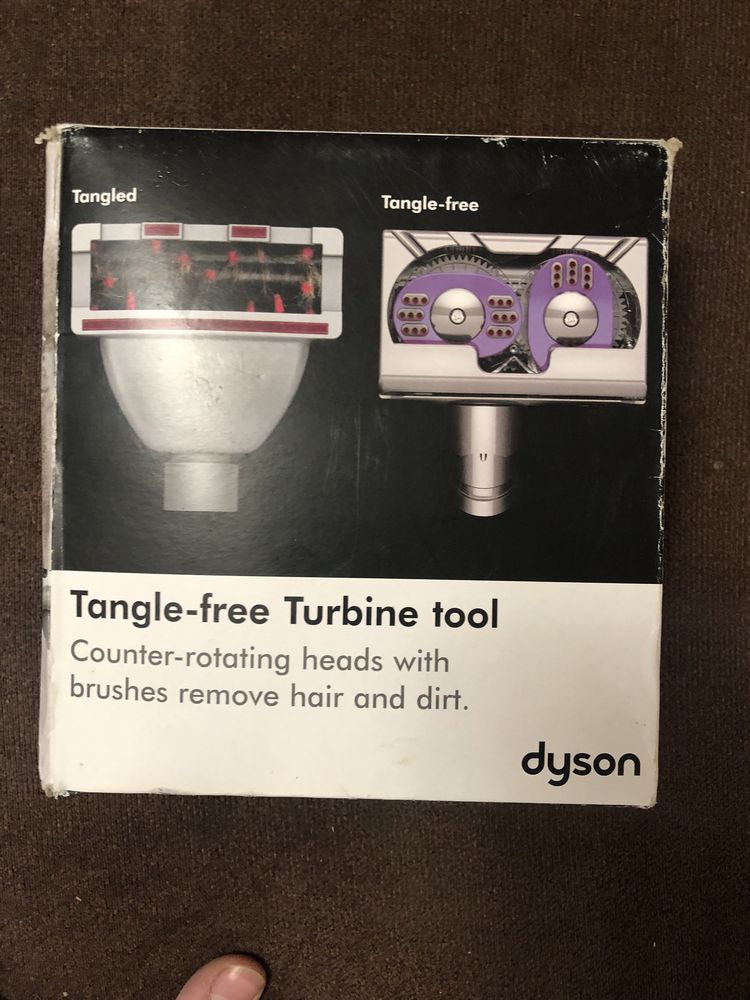 Tangled
Tangle-free
Tangle-free Turbine tool
Counter-rotating heads with
brushes remove hair and dirt.
dyson